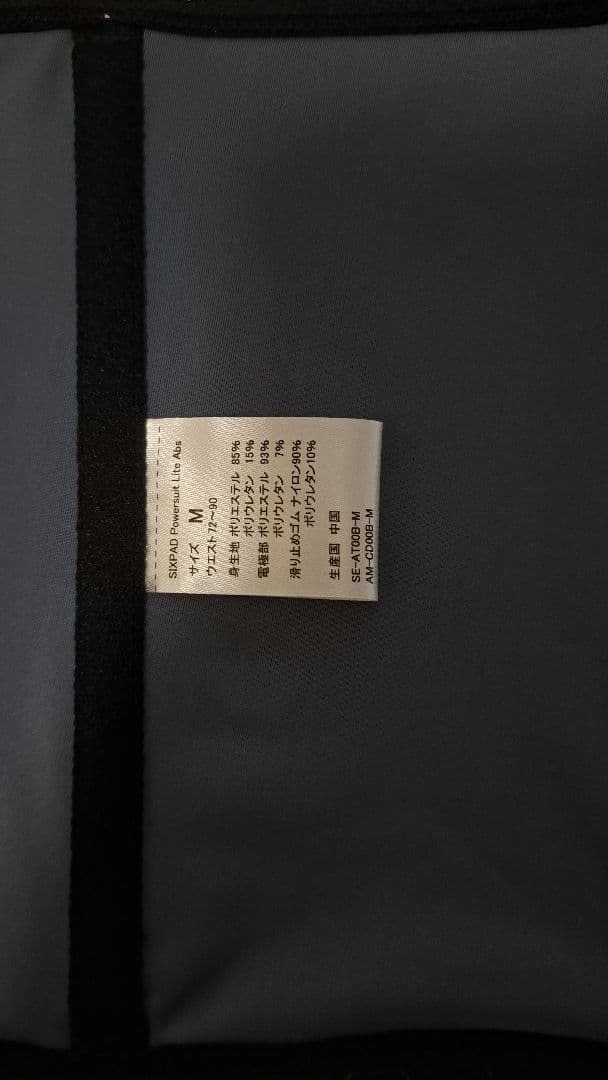 SIXPAD Powersuit Lite Abs
サイズ M
ウエスト72～90
身生地 ポリエステル 85%
ポリウレタン 15%
電極部 ポリエステル 93%
ポリウレタン 7%
滑り止めゴム ナイロン90%
ポリウレタン10%
生産国 中国
SE-AT00B-M
AM-CD00B-M